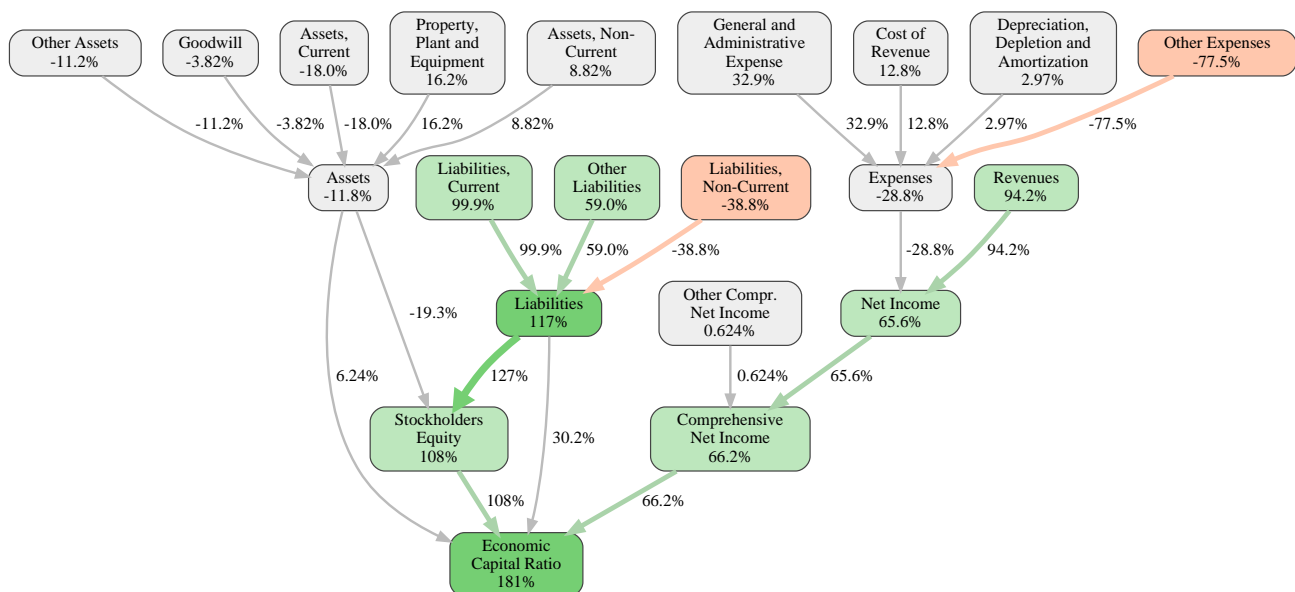 Other Assets
-11.2%
Goodwill
-3.82%
Assets,
Current
-18.0%
Property,
Plant and
Equipment
16.2%
Assets, Non-
Current
8.82%
General and
Administrative
Expense
32.9%
Cost of
Revenue
12.8%
Depreciation,
Depletion and
Amortization
2.97%
Other Expenses
-77.5%
-11.2%
-3.82%
-18.0%
16.2%
8.82%
32.9%
12.8%
2.97%
-77.5%
Assets
-11.8%
Liabilities,
Current
99.9%
Other
Liabilities
59.0%
Liabilities,
Non-Current
-38.8%
Expenses
-28.8%
Revenues
94.2%
99.9%
59.0%
-38.8%
-28.8%
94.2%
-19.3%
Liabilities
117%
Other Compr.
Net Income
0.624%
Net Income
65.6%
6.24%
127%
0.624%
65.6%
Stockholders
Equity
108%
30.2%
Comprehensive
Net Income
66.2%
108%
66.2%
Economic
Capital Ratio
181%